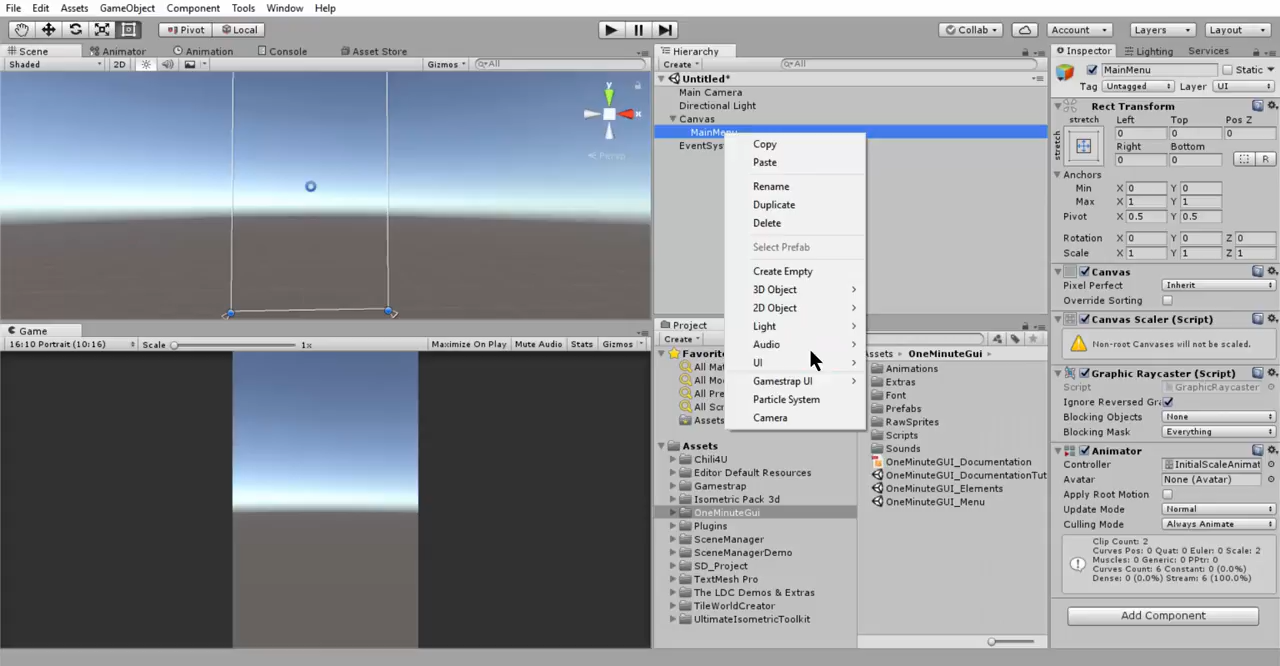 File Edit Assets GameObject Component Tools Window Help
Pivot Local Collab Account Layers Layout
Scene Animator Animation Console Asset Store
Shaded 2D Gizmos All
Persp
Game
16:10 Portrait (10:16) Scale 1x Maximize On Play Mute Audio Stats Gizmos
Hierarchy
Create All
Untitled*
Main Camera
Directional Light
Canvas
MainMenu
EventSys
Copy
Paste
Rename
Duplicate
Delete
Select Prefab
Create Empty
3D Object
2D Object
Light
Audio
UI
Gamestrap UI
Particle System
Camera
Project
Create
Favorite
All Mat
All Mod
All Pre
All Scr
Assets
Assets
Chili4U
Editor Default Resources
Gamestrap
Isometric Pack 3d
OneMinuteGui
Plugins
SceneManager
SceneManagerDemo
SD_Project
TextMesh Pro
The LDC Demos & Extras
TileWorldCreator
UltimateIsometricToolkit
Assets OneMinuteGui
Animations
Extras
Font
Prefabs
RawSprites
Scripts
Sounds
OneMinuteGUI_Documentation
OneMinuteGUI_DocumentationTut
OneMinuteGUI_Elements
OneMinuteGUI_Menu
Inspector Lighting Services
MainMenu Static
Tag Untagged Layer UI
Rect Transform
stretch Left Top Pos Z
stretch 0 0 0
Right Bottom
0 0 R
Anchors
Min X 0 Y 0
Max X 1 Y 1
Pivot X 0.5 Y 0.5
Rotation X 0 Y 0 Z 0
Scale X 1 Y 1 Z 1
Canvas
Pixel Perfect Inherit
Override Sorting
Canvas Scaler (Script)
Non-root Canvases will not be scaled.
Graphic Raycaster (Script)
Script GraphicRaycaster
Ignore Reversed Gra
Blocking Objects None
Blocking Mask Everything
Animator
Controller InitialScaleAnimat
Avatar None (Avatar)
Apply Root Motion
Update Mode Normal
Culling Mode Always Animate
Clip Count: 2
Curves Pos: 0 Quat: 0 Euler: 0 Scale: 2
Muscles: 0 Generic: 0 PPtr: 0
Curves Count: 6 Constant: 0 (0.0%)
Dense: 0 (0.0%) Stream: 6 (100.0%)
Add Component